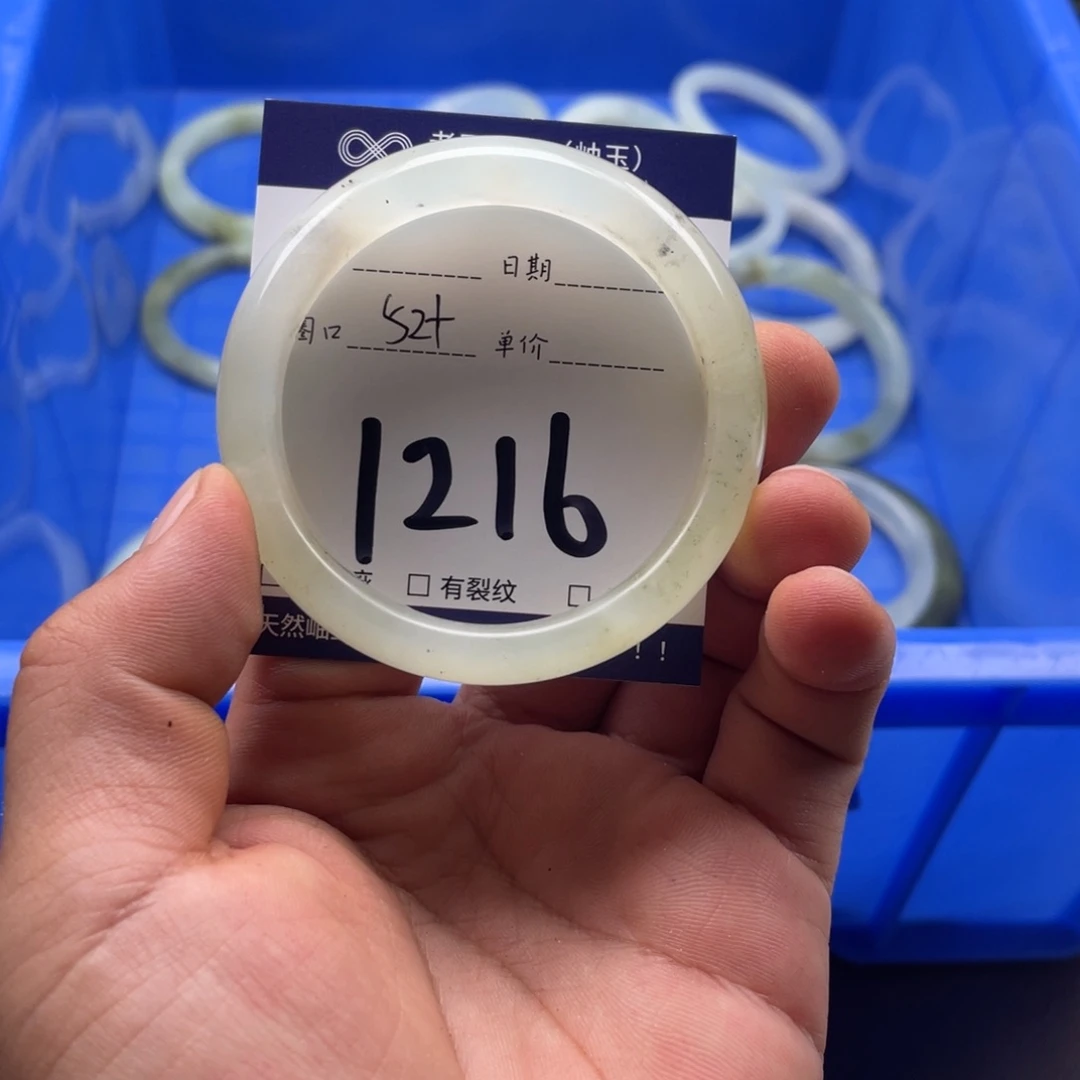 岫玉）
日期
圈口 52+ 单价
1216
□ 有裂纹 □
天然岫
！！